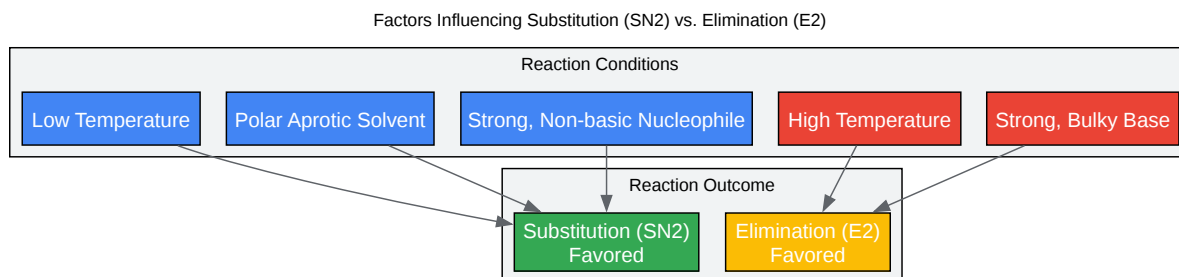 Factors Influencing Substitution (SN2) vs. Elimination (E2)
Reaction Conditions
Low Temperature
Polar Aprotic Solvent
Strong, Non-basic Nucleophile
High Temperature
Strong, Bulky Base
Reaction Outcome
Substitution (SN2)
Favored
Elimination (E2)
Favored